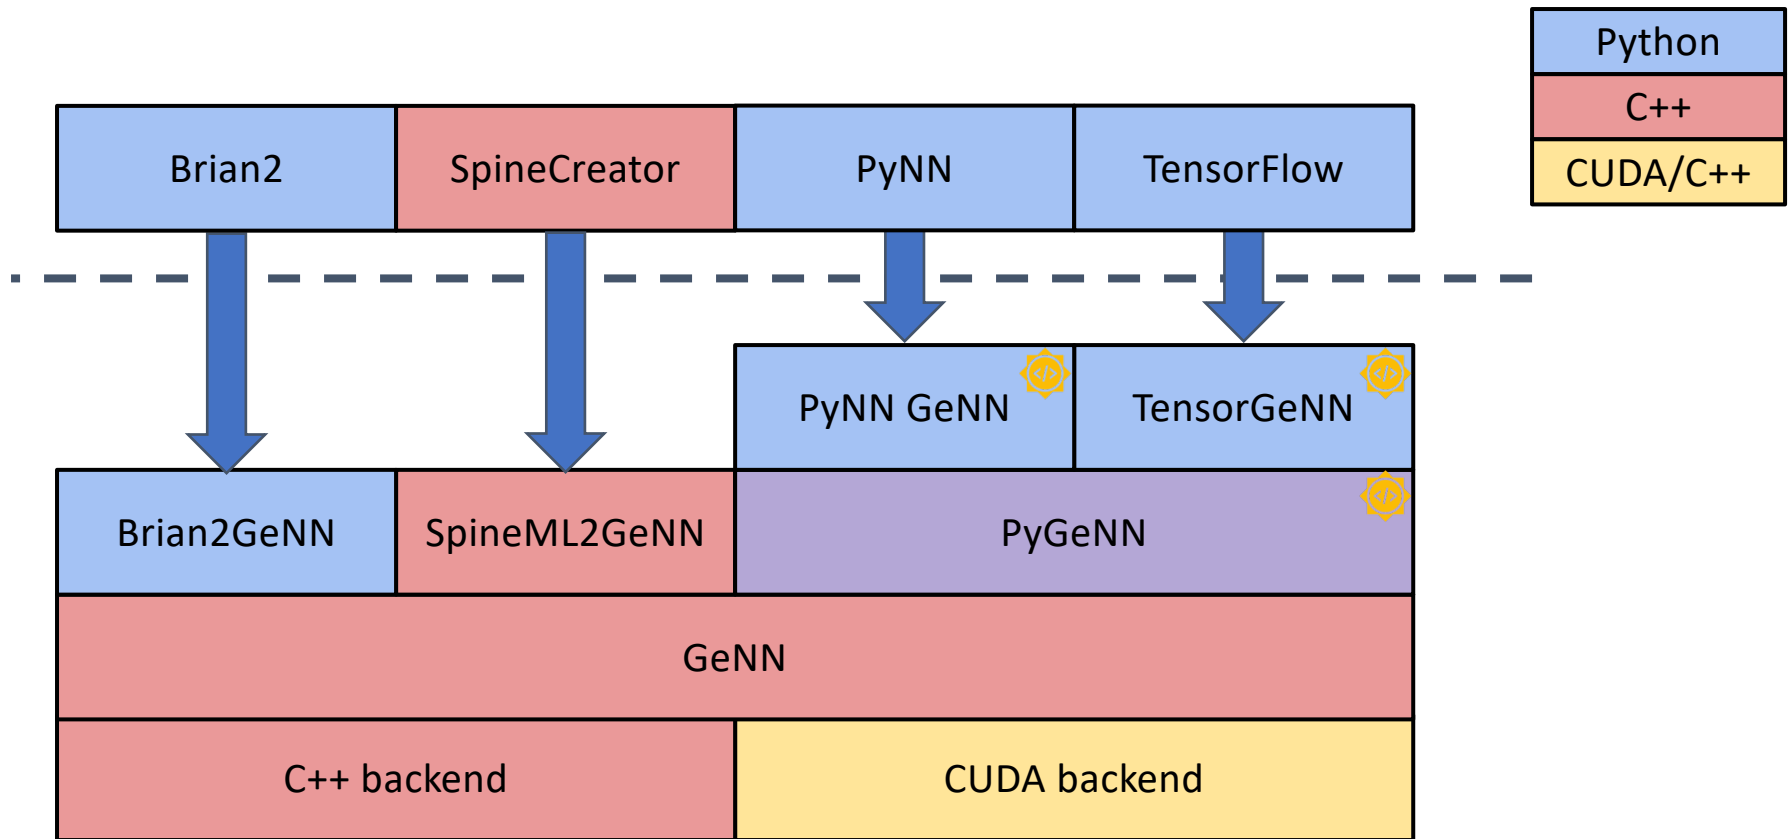 Python
C++
CUDA/C++
Brian2
SpineCreator
PyNN
TensorFlow
PyNN GeNN
</>
TensorGeNN
</>
Brian2GeNN
SpineML2GeNN
PyGeNN
</>
GeNN
C++ backend
CUDA backend